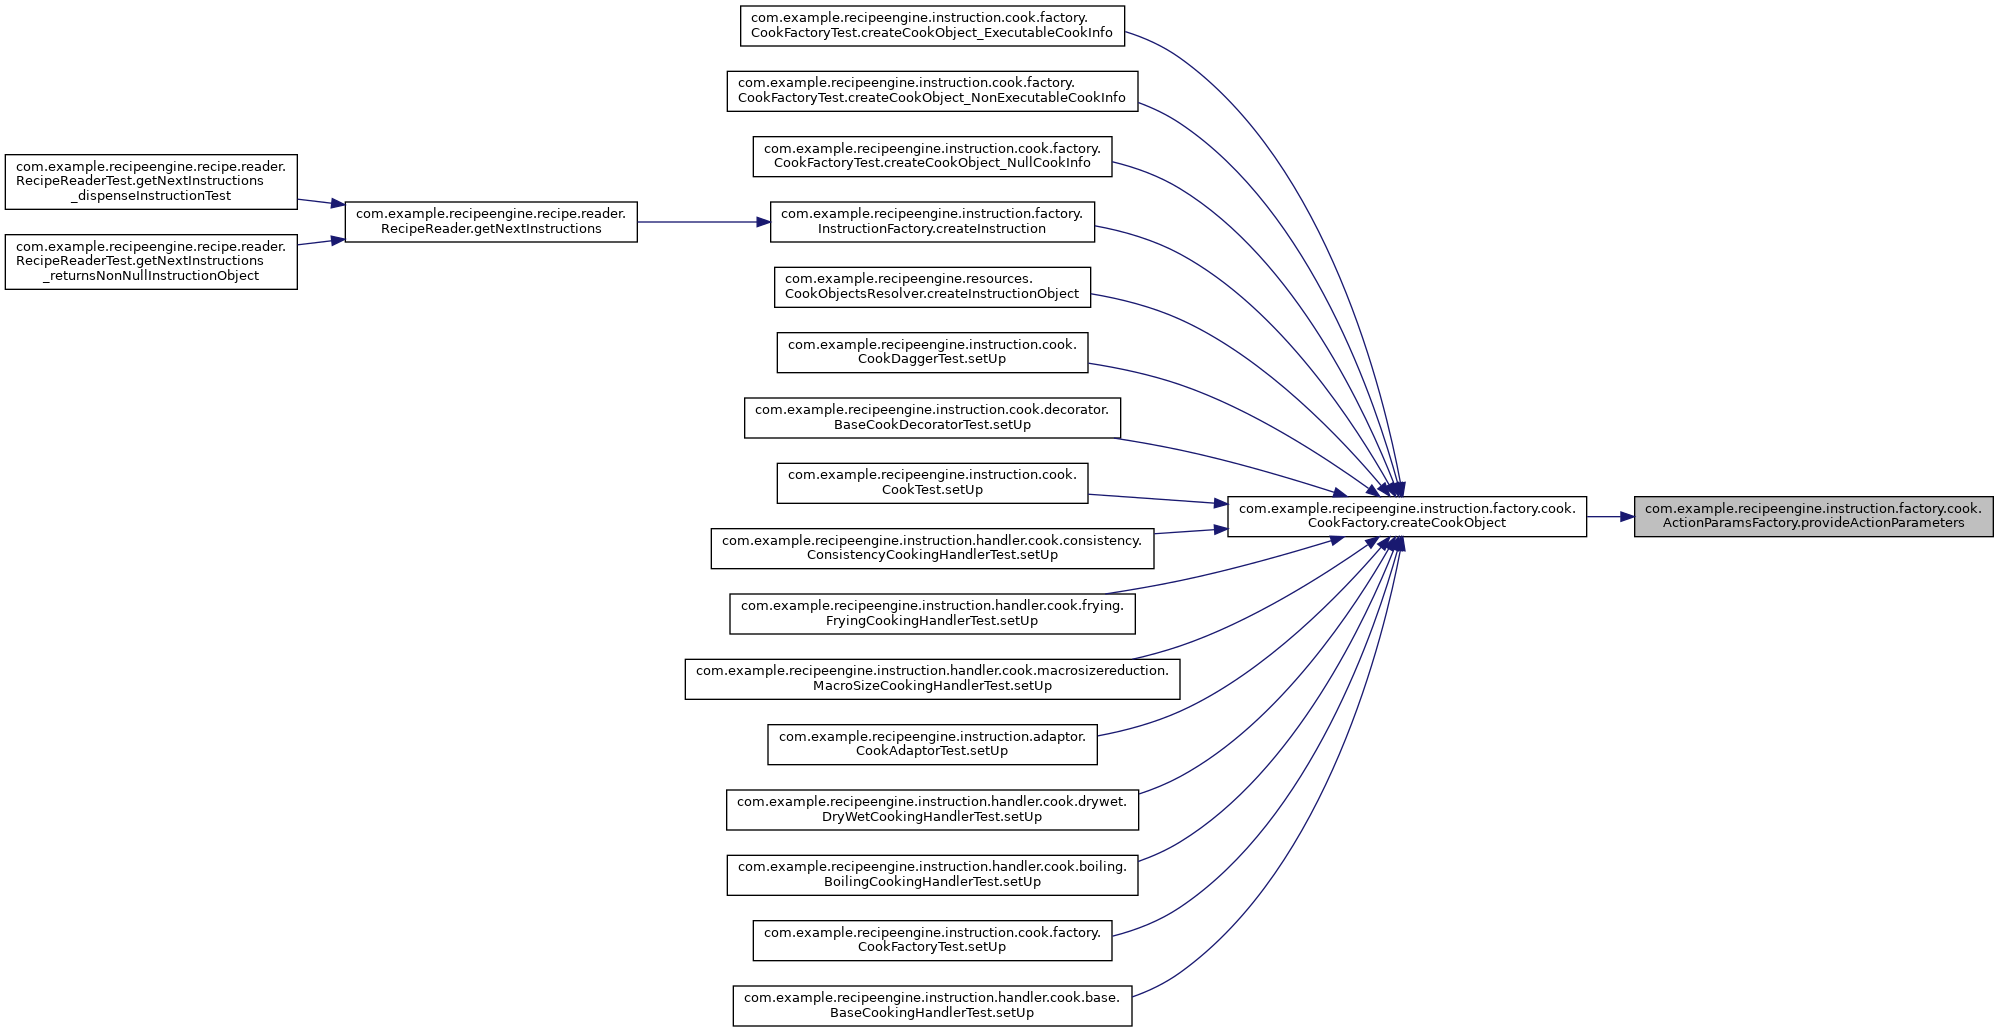 com.example.recipeengine.instruction.cook.factory.
CookFactoryTest.createCookObject_ExecutableCookInfo
com.example.recipeengine.instruction.cook.factory.
CookFactoryTest.createCookObject_NonExecutableCookInfo
com.example.recipeengine.instruction.cook.factory.
CookFactoryTest.createCookObject_NullCookInfo
com.example.recipeengine.recipe.reader.
RecipeReaderTest.getNextInstructions
_dispenseInstructionTest
com.example.recipeengine.recipe.reader.
RecipeReaderTest.getNextInstructions
_returnsNonNullInstructionObject
com.example.recipeengine.recipe.reader.
RecipeReader.getNextInstructions
com.example.recipeengine.instruction.factory.
InstructionFactory.createInstruction
com.example.recipeengine.resources.
CookObjectsResolver.createInstructionObject
com.example.recipeengine.instruction.cook.
CookDaggerTest.setUp
com.example.recipeengine.instruction.cook.decorator.
BaseCookDecoratorTest.setUp
com.example.recipeengine.instruction.cook.
CookTest.setUp
com.example.recipeengine.instruction.factory.cook.
CookFactory.createCookObject
com.example.recipeengine.instruction.factory.cook.
ActionParamsFactory.provideActionParameters
com.example.recipeengine.instruction.handler.cook.consistency.
ConsistencyCookingHandlerTest.setUp
com.example.recipeengine.instruction.handler.cook.frying.
FryingCookingHandlerTest.setUp
com.example.recipeengine.instruction.handler.cook.macrosizereduction.
MacroSizeCookingHandlerTest.setUp
com.example.recipeengine.instruction.adaptor.
CookAdaptorTest.setUp
com.example.recipeengine.instruction.handler.cook.drywet.
DryWetCookingHandlerTest.setUp
com.example.recipeengine.instruction.handler.cook.boiling.
BoilingCookingHandlerTest.setUp
com.example.recipeengine.instruction.cook.factory.
CookFactoryTest.setUp
com.example.recipeengine.instruction.handler.cook.base.
BaseCookingHandlerTest.setUp